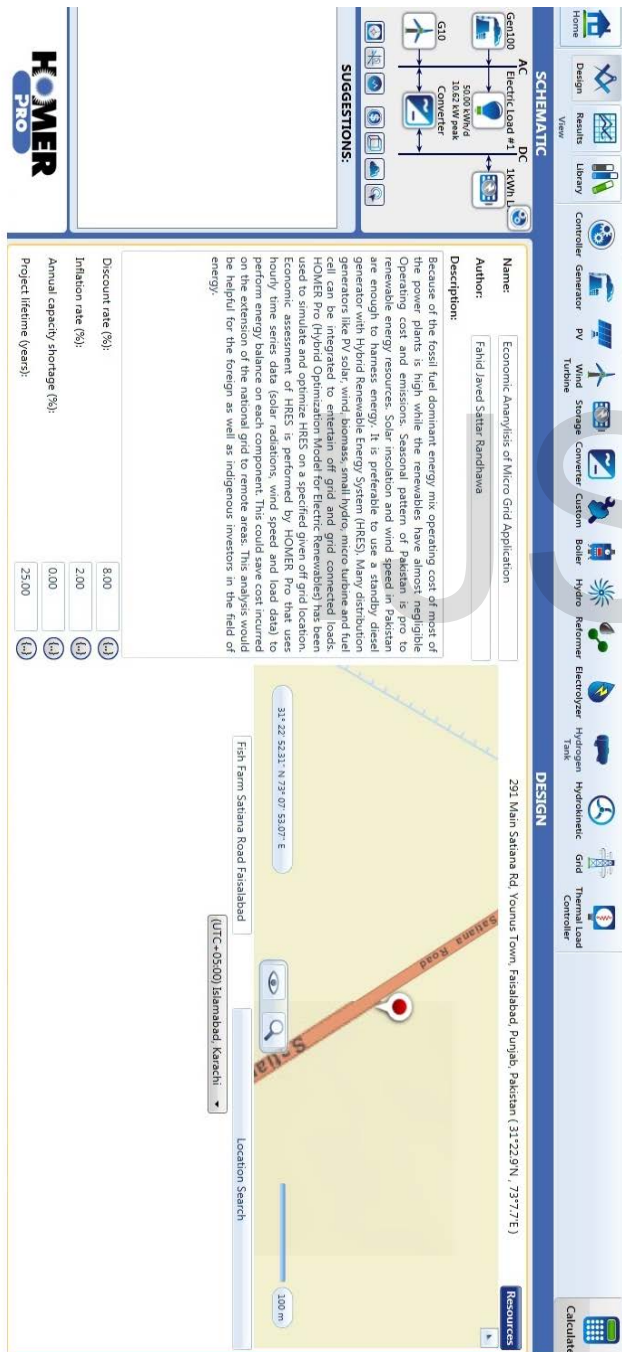 Home
Design
Results
Library
View
Controller
Generator
PV
Wind Turbine
Storage
Converter
Custom
Boiler
Hydro
Reformer
Electrolyzer
Hydrogen Tank
Hydrokinetic
Grid
Thermal Load Controller
Calculate
SCHEMATIC
DESIGN
AC
DC
Gen100
Electric Load #1
1kWh L
50.00 kWh/d
10.62 kW peak
G10
Converter
SUGGESTIONS:
HOMER
PRO
Name:
Economic Ananylisis of Micro Grid Application
Author:
Fahid Javed Sattar Randhawa
Description:
Because of the fossil fuel dominant energy mix operating cost of most of
the power plants is high while the renewables have almost negligible
Operating cost and emissions. Seasonal pattern of Pakistan is pro to
renewable energy resources. Solar insolation and wind speed in Pakistan
are enough to harness energy. It is preferable to use a standby diesel
generator with Hybrid Renewable Energy System (HRES). Many distribution
generators like PV solar, wind, biomass, small hydro, micro turbine and fuel
cell can be integrated to entertain off grid and grid connected loads.
HOMER Pro (Hybrid Optimization Model for Electric Renewables) has been
used to simulate and optimize HRES on a specified given off grid location.
Economic assessment of HRES is performed by HOMER Pro that uses
hourly time series data (solar radiations, wind speed and load data) to
perform energy balance on each component. This could save cost incurred
on the extension of the national grid to remote areas. This analysis would
be helpful for the foreign as well as indigenous investors in the field of
energy.
Discount rate (%):
8.00
(..)
Inflation rate (%):
2.00
(..)
Annual capacity shortage (%):
0.00
(..)
Project lifetime (years):
25.00
(..)
291 Main Satiana Rd, Younus Town, Faisalabad, Punjab, Pakistan ( 31°22.9'N , 73°7.7'E )
Resources
Satiana Road
Satia
31° 22' 52.31" N 73° 07' 53.07" E
100 m
Fish Farm Satiana Road Faisalabad
Location Search
(UTC+05:00) Islamabad, Karachi